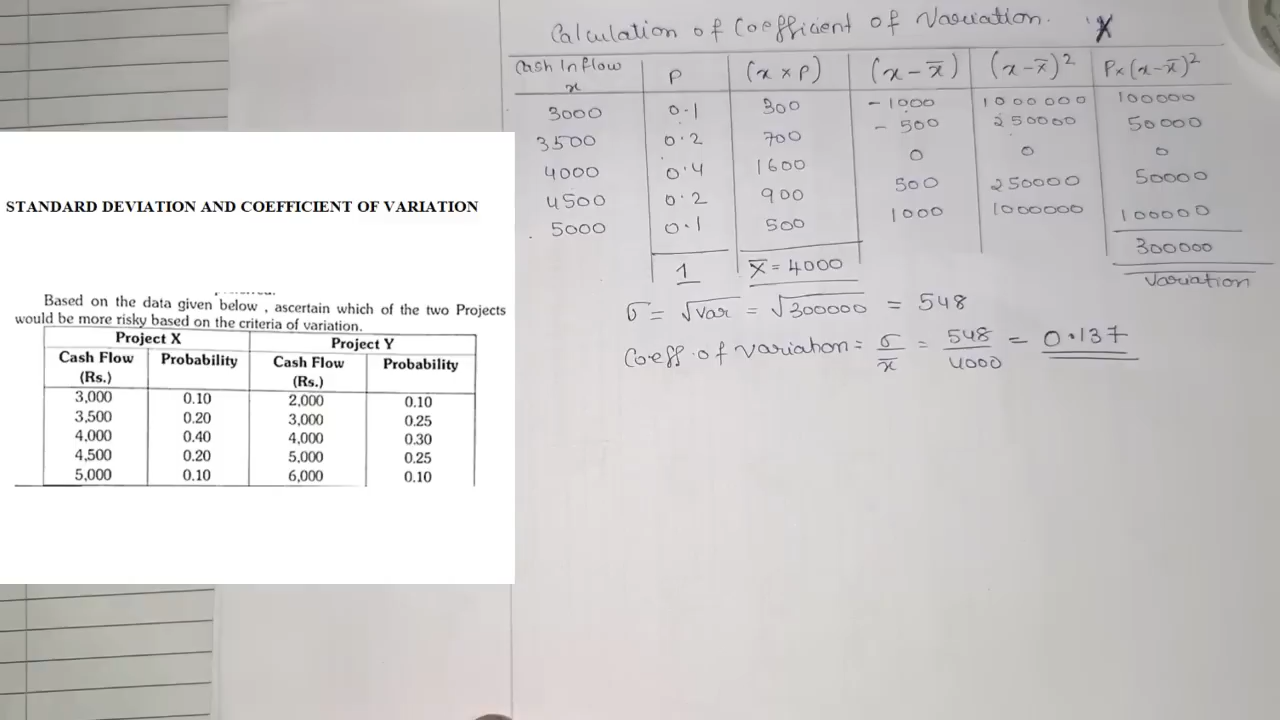 STANDARD DEVIATION AND COEFFICIENT OF VARIATION
Based on the data given below , ascertain which of the two Projects
would be more risky based on the criteria of variation.
Project X Project Y
Cash Flow Probability Cash Flow Probability
(Rs.) (Rs.)
3,000 0.10 2,000 0.10
3,500 0.20 3,000 0.25
4,000 0.40 4,000 0.30
4,500 0.20 5,000 0.25
5,000 0.10 6,000 0.10
Calculation of Coefficient of Variation. X
Cash Inflow x P (x × P) (x - x̄) (x - x̄)² P × (x - x̄)²
3000 0.1 300 - 1000 1000000 100000
3500 0.2 700 - 500 250000 50000
4000 0.4 1600 0 0 0
4500 0.2 900 500 250000 50000
5000 0.1 500 1000 1000000 100000
1 x̄ = 4000 300000
Variation
σ = √var = √300000 = 548
Coeff. of variation = σ/x̄ = 548/4000 = 0.137